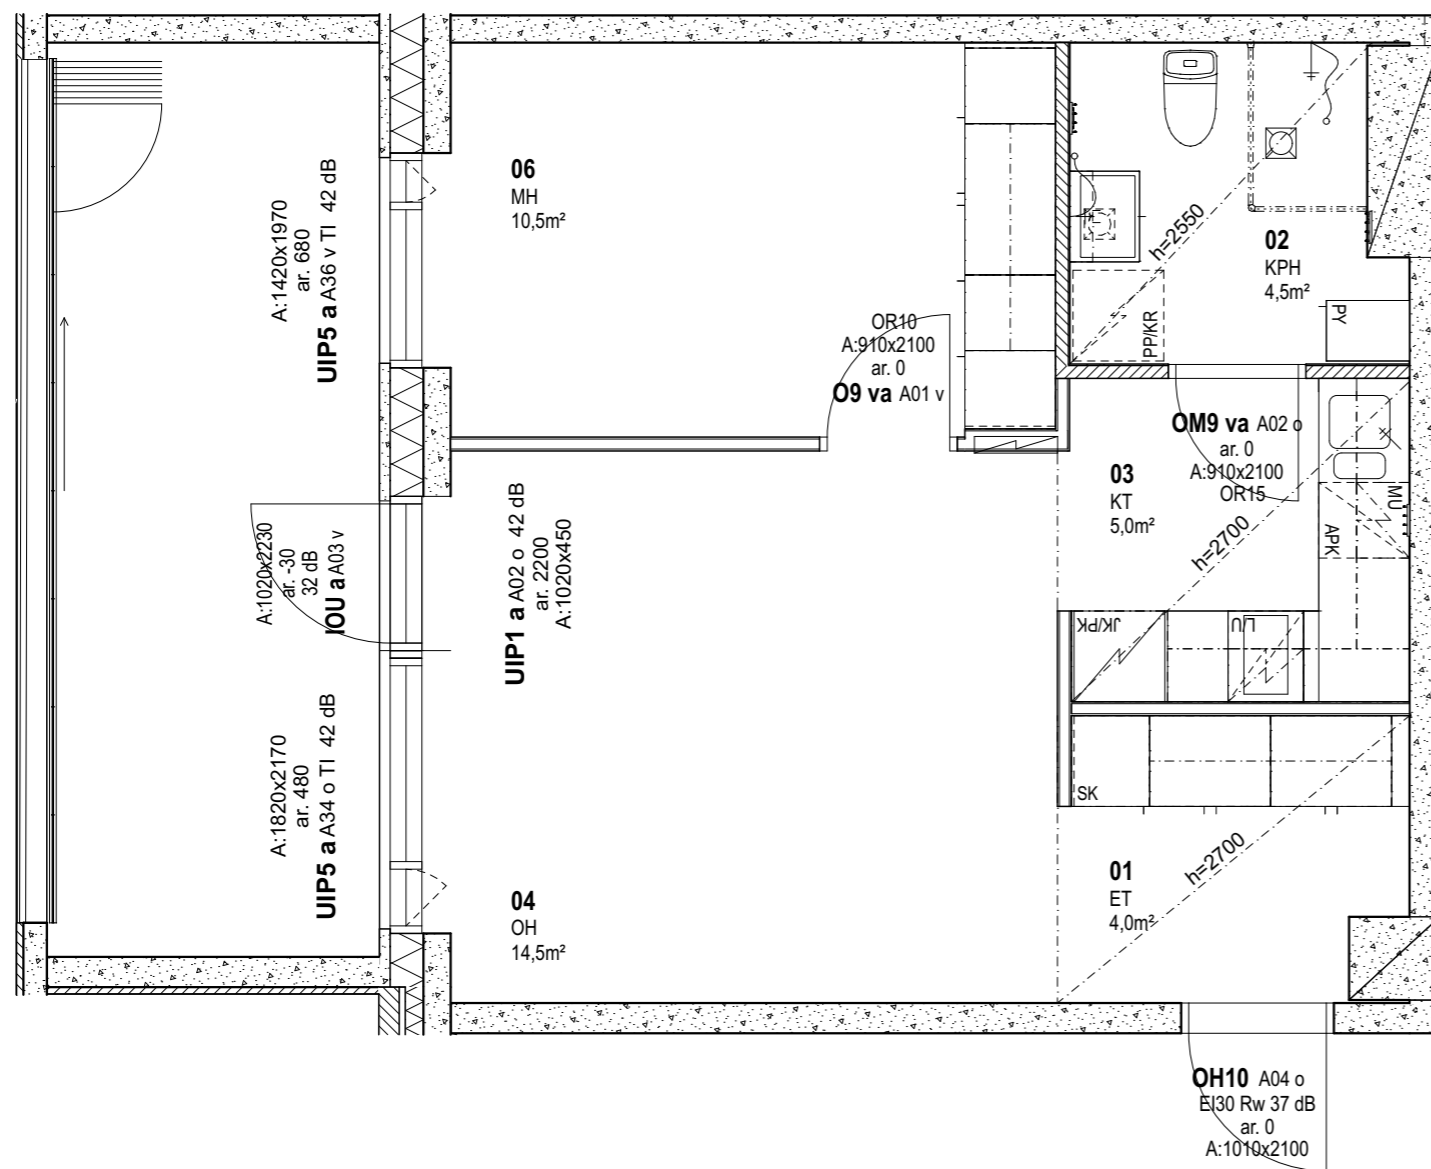 06
MH
10,5m²
A:1420x1970
ar. 680
UIP5 a A36 v TI 42 dB
h=2550
02
KPH
4,5m²
PY
PP/KR
OR10
A:910x2100
ar. 0
O9 va A01 v
OM9 va A02 o
ar. 0
A:910x2100
OR15
03
KT
5,0m²
h=2700
MU
APK
JK/PK
L/U
A:1020x2230
ar. -30
32 dB
IOU a A03 v
UIP1 a A02 o 42 dB
ar. 2200
A:1020x450
A:1820x2170
ar. 480
UIP5 a A34 o TI 42 dB
SK
04
OH
14,5m²
01
ET
4,0m²
h=2700
OH10 A04 o
EI30 Rw 37 dB
ar. 0
A:1010x2100